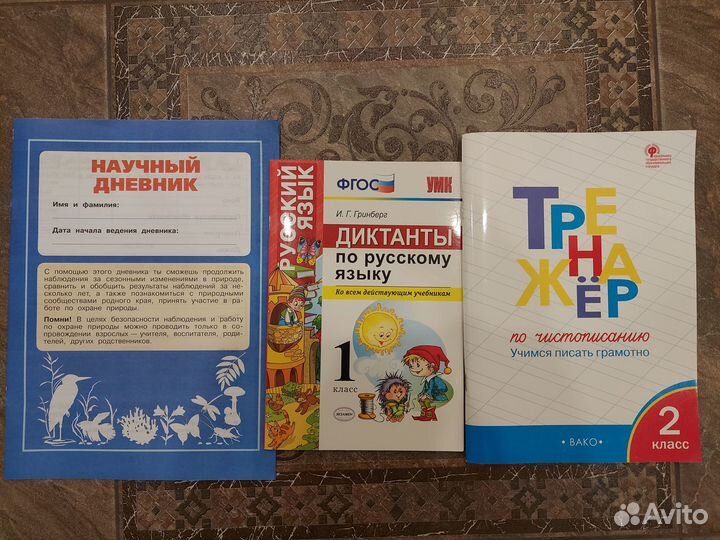 НАУЧНЫЙ
ДНЕВНИК
Имя и фамилия:
Дата начала ведения дневника:
С помощью этого дневника ты сможешь продолжить
наблюдения за сезонными изменениями в природе,
сравнить и обобщить результаты наблюдений за не-
сколько лет, а также познакомиться с природными
сообществами родного края, принять участие в ра-
боте по охране природы.
Помни! В целях безопасности наблюдения и работу
по охране природы можно проводить только в со-
провождении взрослых — учителя, воспитателя, роди-
телей, других родственников.
РУССКИЙ
ЯЗЫК
ФГОС
УМК
И. Г. Гринберг
ДИКТАНТЫ
по русскому
языку
Ко всем действующим учебникам
1
класс
ЭКЗАМЕН
ТРЕ
НА
ЖЁР
по чистописанию
Учимся писать грамотно
• ВАКО •
2
класс
Avito